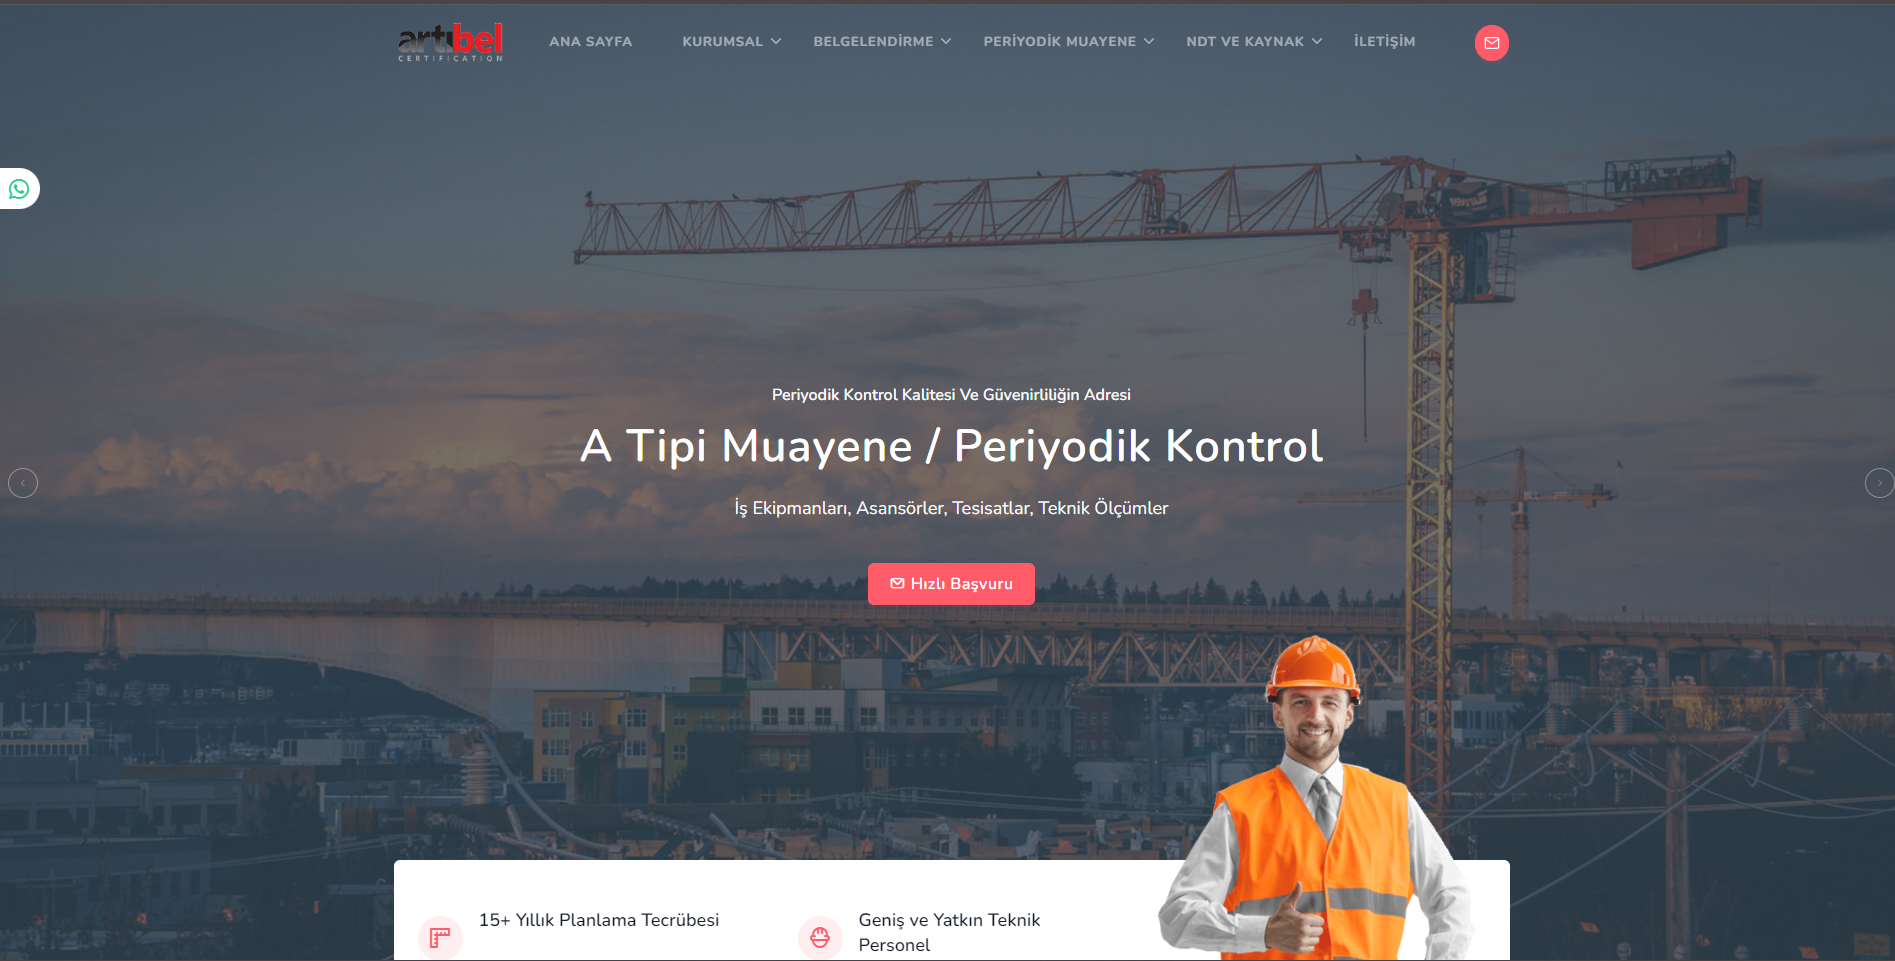 artıbel
CERTIFICATION
ANA SAYFA
KURUMSAL
BELGELENDİRME
PERİYODİK MUAYENE
NDT VE KAYNAK
İLETİŞİM
Periyodik Kontrol Kalitesi Ve Güvenirliliğin Adresi
A Tipi Muayene / Periyodik Kontrol
İş Ekipmanları, Asansörler, Tesisatlar, Teknik Ölçümler
Hızlı Başvuru
15+ Yıllık Planlama Tecrübesi
Geniş ve Yatkın Teknik
Personel